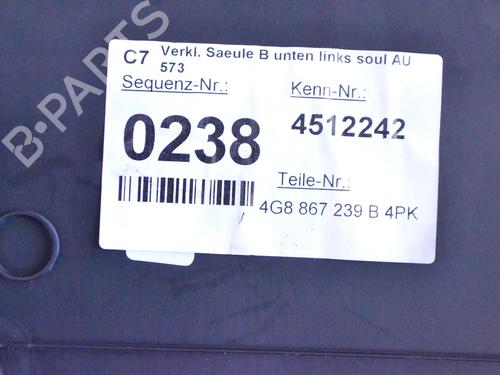 B-PARTS
C7 Verkl. Saeule B unten links soul AU
573
Sequenz-Nr.:
Kenn-Nr.:
0238
4512242
Teile-Nr.:
4G8 867 239 B 4PK